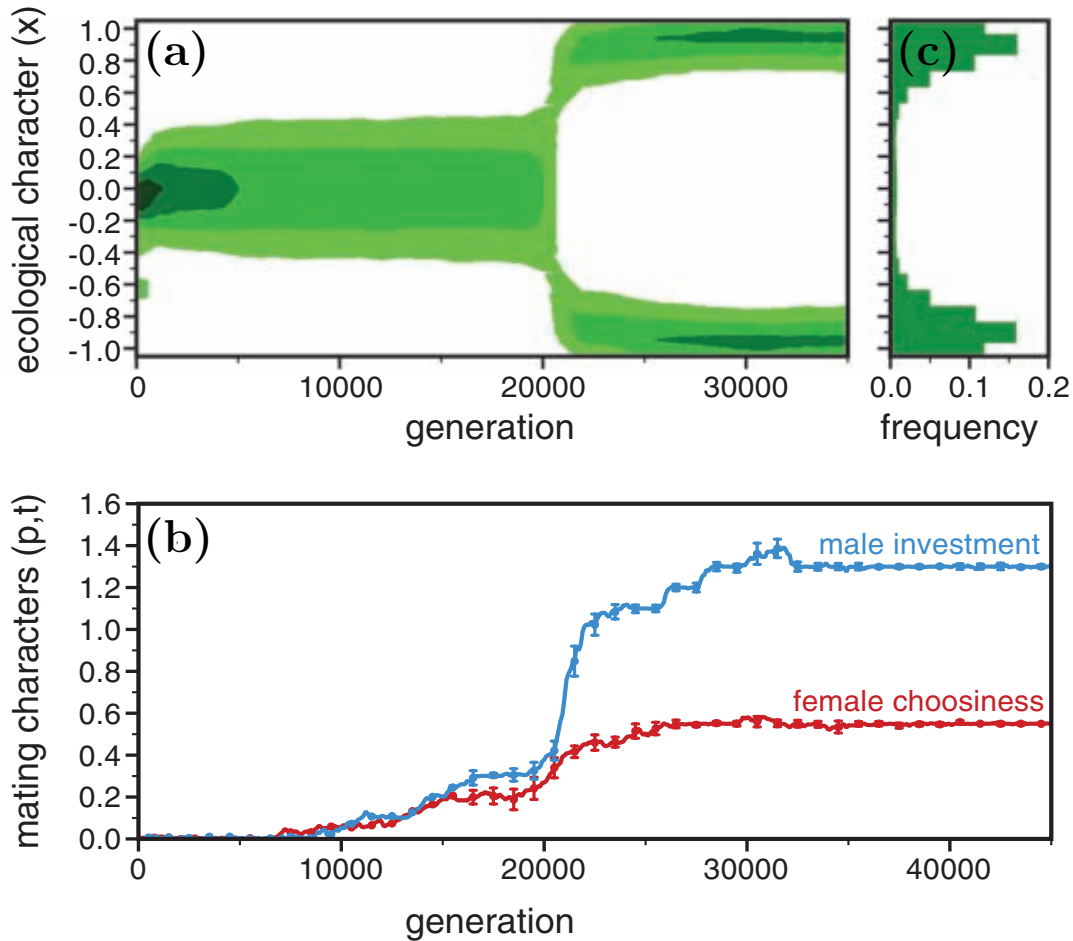 ecological character (x)
1.0
0.8
0.6
0.4
0.2
0.0
-0.2
-0.4
-0.6
-0.8
-1.0
(a)
0 10000 20000 30000
generation
(c)
0.0 0.1 0.2
frequency
mating characters (p,t)
1.6
1.4
1.2
1.0
0.8
0.6
0.4
0.2
0.0
(b)
male investment
female choosiness
0 10000 20000 30000 40000
generation